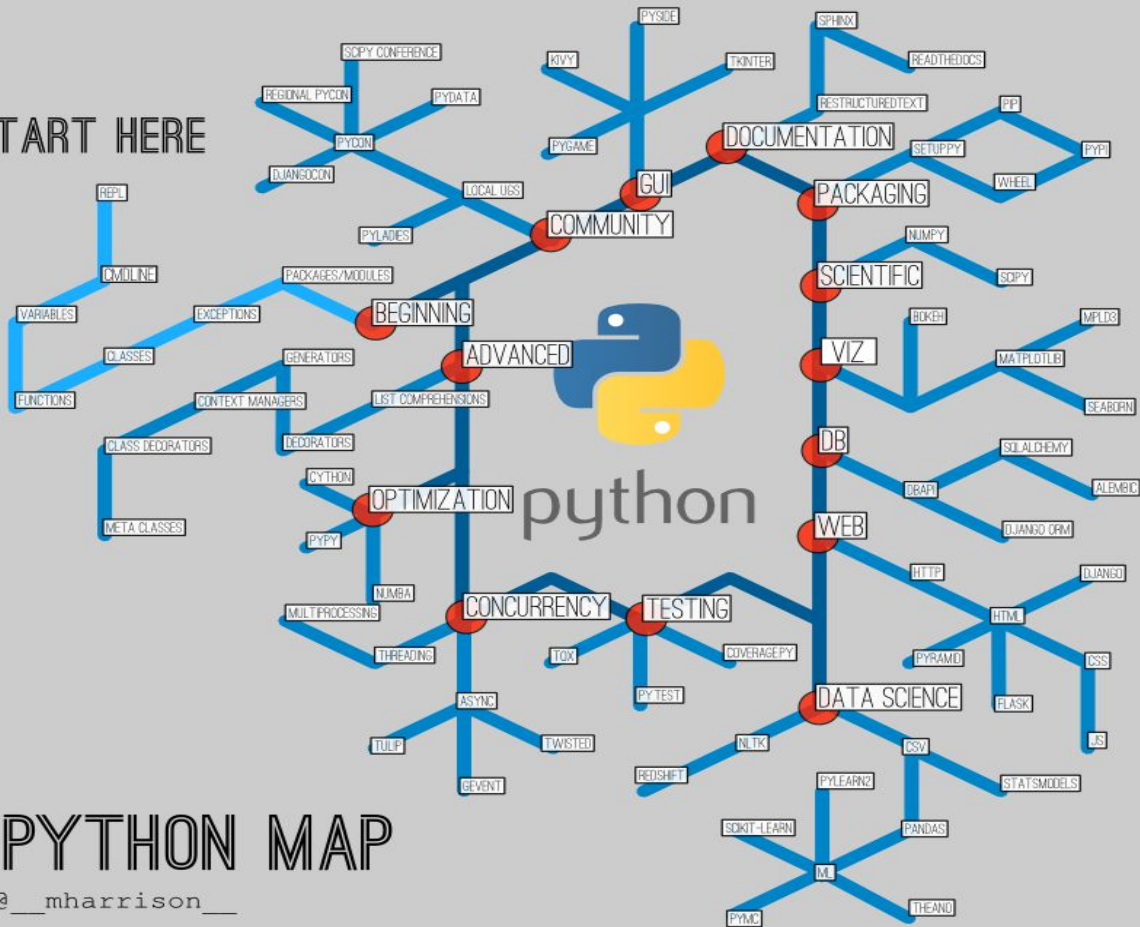 TART HERE
REPL
CMDLINE
VARIABLES
FUNCTIONS
CLASSES
EXCEPTIONS
PACKAGES/MODULES
BEGINNING
COMMUNITY
LOCAL UGS
PYLADIES
PYCON
DJANGOCON
REGIONAL PYCON
SCIPY CONFERENCE
PYDATA
GUI
PYGAME
KIVY
PYSIDE
TKINTER
DOCUMENTATION
RESTRUCTUREDTEXT
SPHINX
READTHEDOCS
PACKAGING
SETUP.PY
PIP
WHEEL
PYPI
SCIENTIFIC
NUMPY
SCIPY
VIZ
BOKEH
MATPLOTLIB
MPLD3
SEABORN
DB
DBAPI
SQLALCHEMY
ALEMBIC
DJANGO ORM
WEB
HTTP
HTML
DJANGO
PYRAMID
FLASK
CSS
JS
DATA SCIENCE
NLTK
REDSHIFT
CSV
STATSMODELS
PANDAS
ML
PYLEARN2
SCIKIT-LEARN
PYMC
THEANO
TESTING
TOX
PYTEST
COVERAGE.PY
CONCURRENCY
THREADING
MULTIPROCESSING
ASYNC
TULIP
GEVENT
TWISTED
OPTIMIZATION
CYTHON
PYPY
NUMBA
ADVANCED
LIST COMPREHENSIONS
DECORATORS
GENERATORS
CONTEXT MANAGERS
CLASS DECORATORS
META CLASSES
python
PYTHON MAP
@__mharrison__